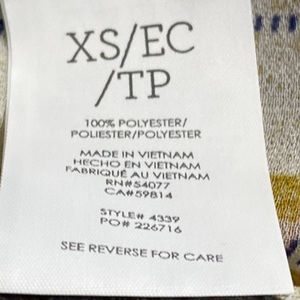 XS/EC
/TP
100% POLYESTER/
POLIESTER/POLYESTER
MADE IN VIETNAM
HECHO EN VIETNAM
FABRIQUÉ AU VIETNAM
RN#54077
CA#59814
STYLE# 4339
PO# 226716
SEE REVERSE FOR CARE